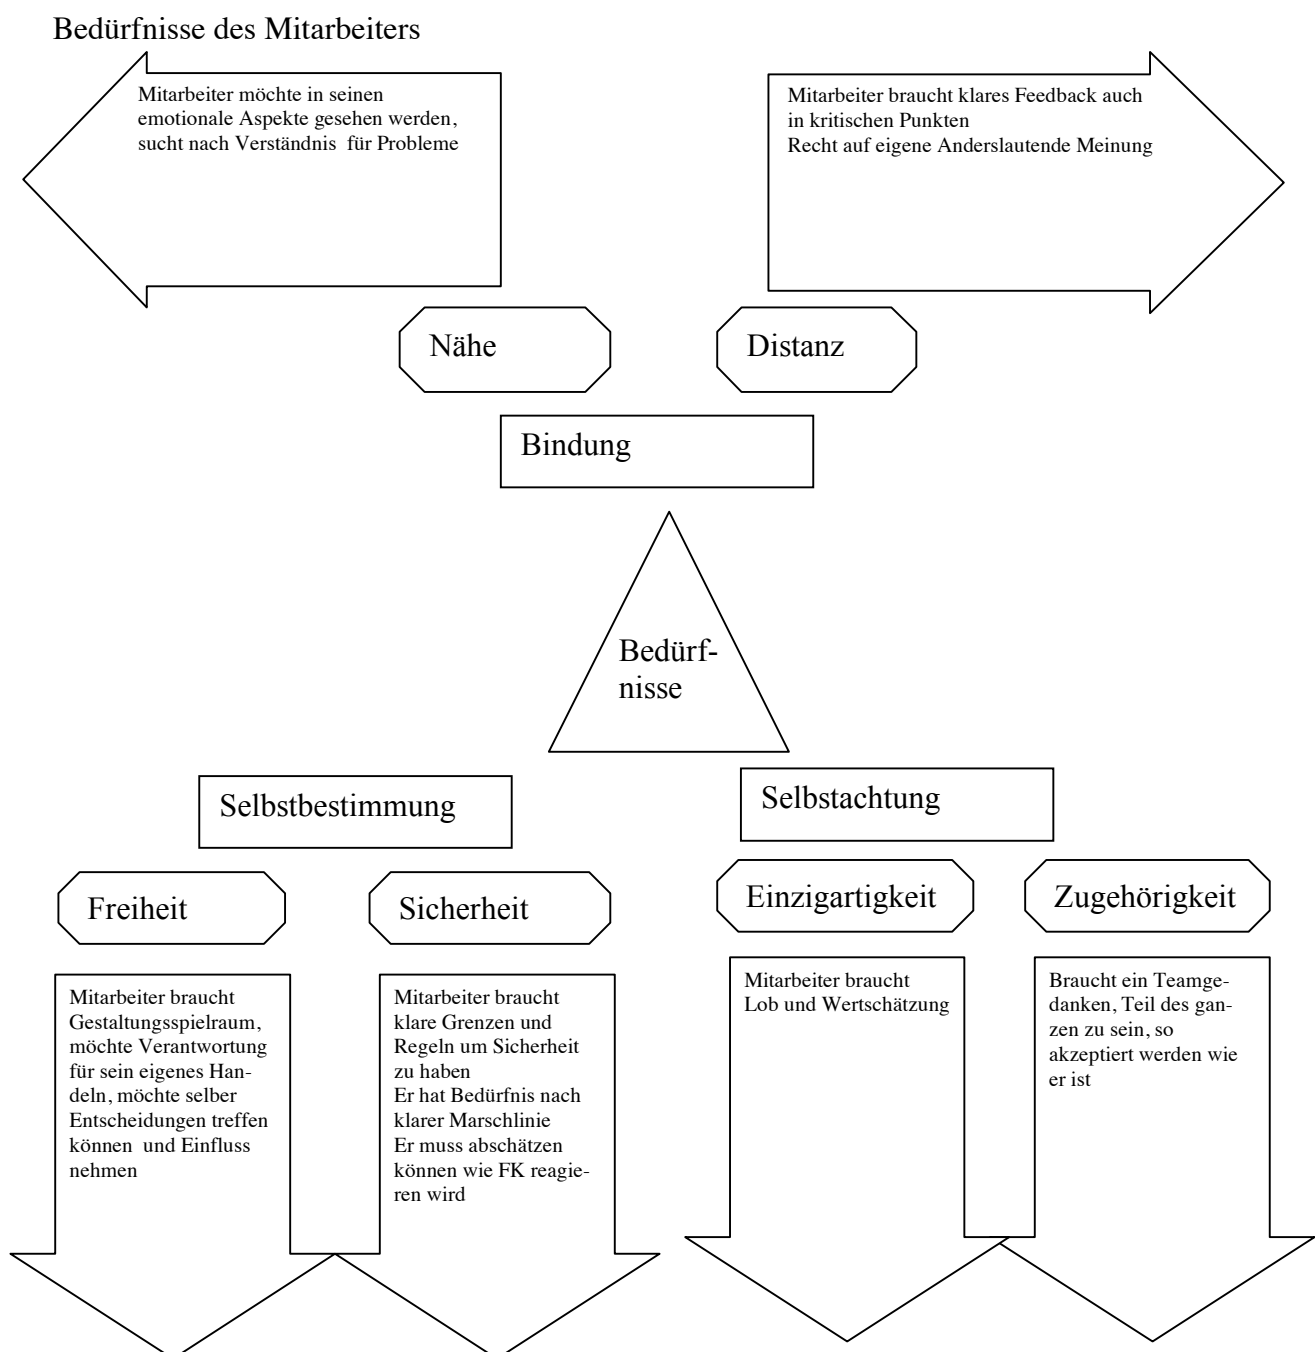 Bedürfnisse des Mitarbeiters
Mitarbeiter möchte in seinen
emotionale Aspekte gesehen werden,
sucht nach Verständnis  für Probleme
Mitarbeiter braucht klares Feedback auch
in kritischen Punkten
Recht auf eigene Anderslautende Meinung
Nähe
Distanz
Bindung
Bedürf-
nisse
Selbstbestimmung
Selbstachtung
Freiheit
Sicherheit
Einzigartigkeit
Zugehörigkeit
Mitarbeiter braucht
Gestaltungsspielraum,
möchte Verantwortung
für sein eigenes Han-
deln, möchte selber
Entscheidungen treffen
können  und Einfluss
nehmen
Mitarbeiter braucht
klare Grenzen und
Regeln um Sicherheit
zu haben
Er hat Bedürfnis nach
klarer Marschlinie
Er muss abschätzen
können wie FK reagie-
ren wird
Mitarbeiter braucht
Lob und Wertschätzung
Braucht ein Teamge-
danken, Teil des gan-
zen zu sein, so
akzeptiert werden wie
er ist